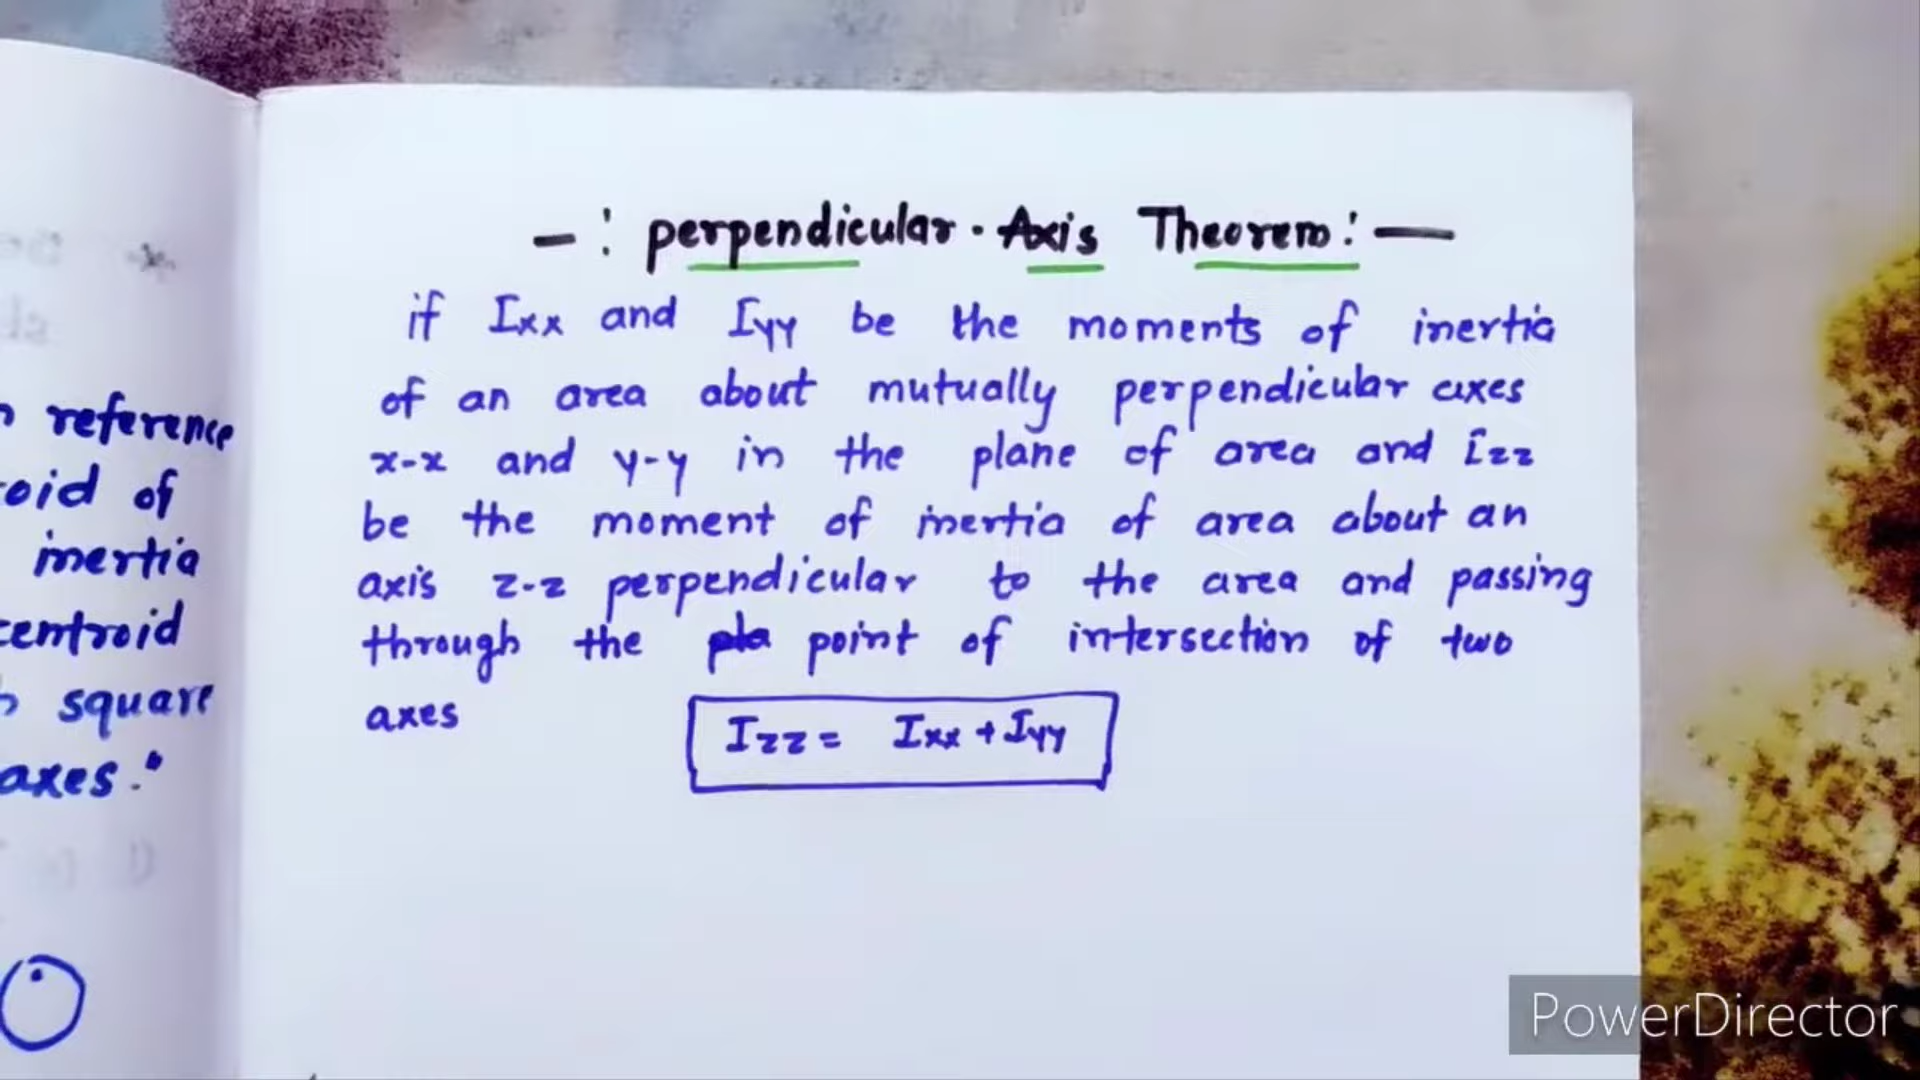 reference
oid of
inertia
centroid
square
axes."
-: perpendicular-Axis Theorem:-
if Ixx and Iyy be the moments of inertia
of an area about mutually perpendicular axes
x-x and y-y in the plane of area and Izz
be the moment of inertia of area about an
axis z-z perpendicular to the area and passing
through the point of intersection of two
axes
Izz = Ixx + Iyy
PowerDirector